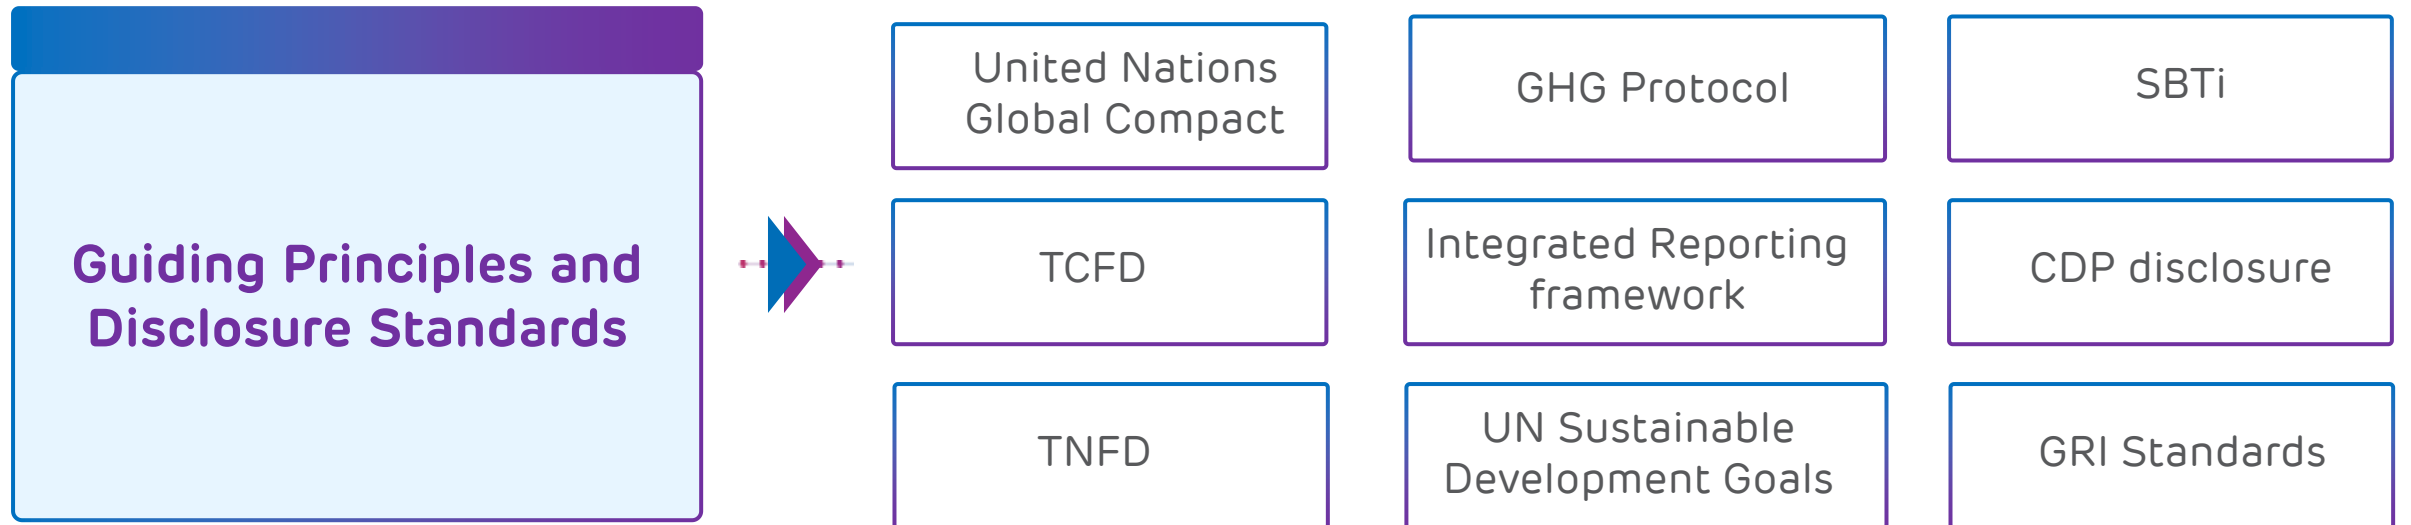 Guiding Principles and
Disclosure Standards
United Nations
Global Compact
GHG Protocol
SBTi
TCFD
Integrated Reporting
framework
CDP disclosure
TNFD
UN Sustainable
Development Goals
GRI Standards